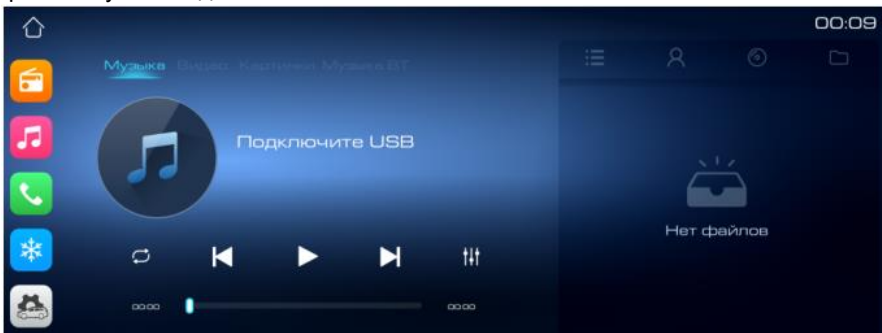 00:09
Музыка Видео Картинки Музыка BT
Подключите USB
Нет файлов
00:00 00:00